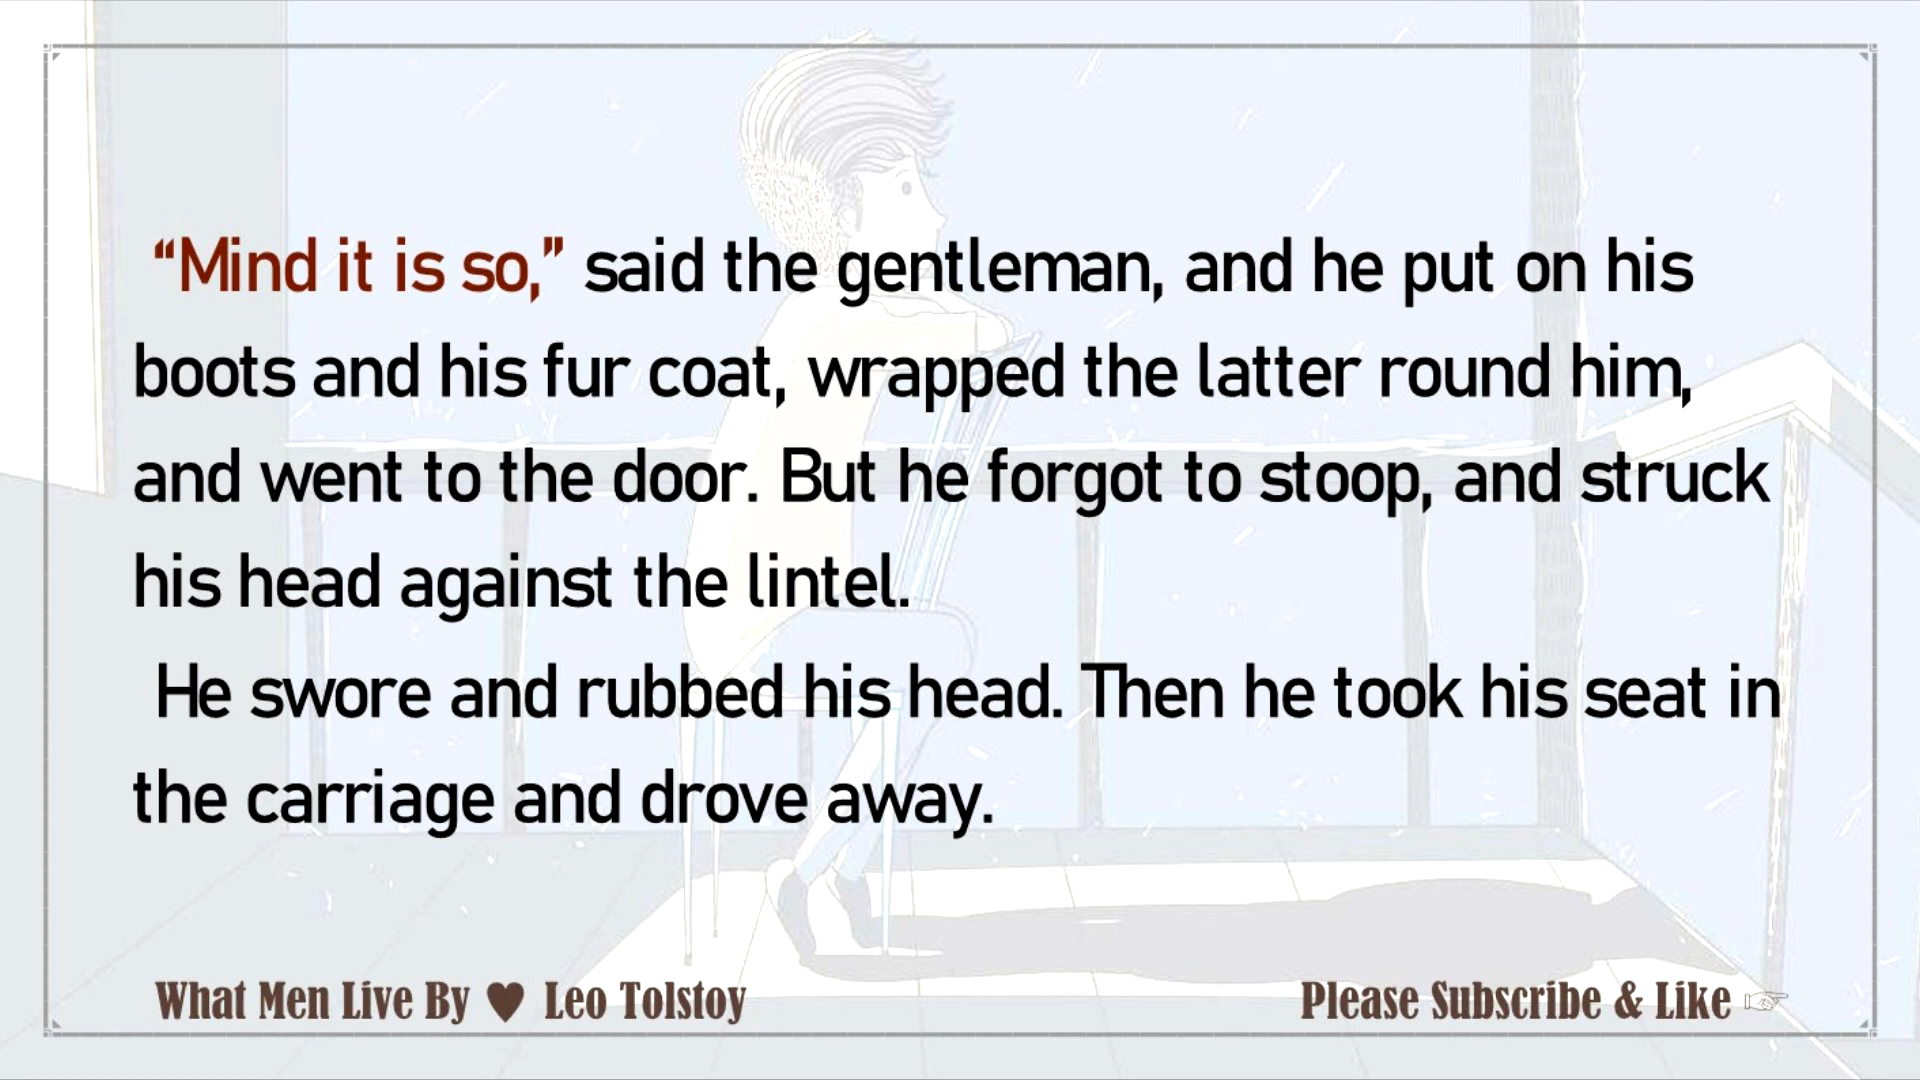 “Mind it is so,” said the gentleman, and he put on his
boots and his fur coat, wrapped the latter round him,
and went to the door. But he forgot to stoop, and struck
his head against the lintel.
He swore and rubbed his head. Then he took his seat in
the carriage and drove away.
What Men Live By ♥ Leo Tolstoy
Please Subscribe & Like ☞